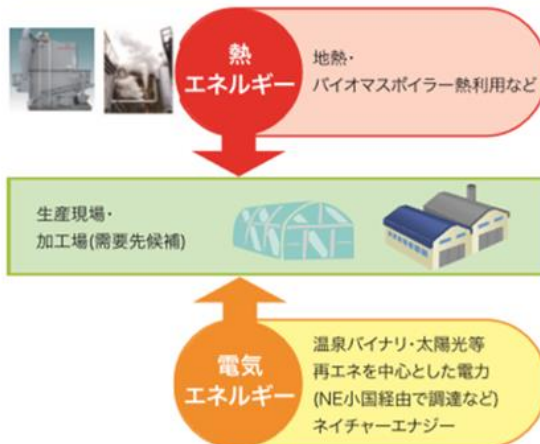 熱
エネルギー
地熱・
バイオマスボイラー熱利用など
生産現場・
加工場(需要先候補)
電気
エネルギー
温泉バイナリ・太陽光等
再エネを中心とした電力
(NE小国経由で調達など)
ネイチャーエナジー